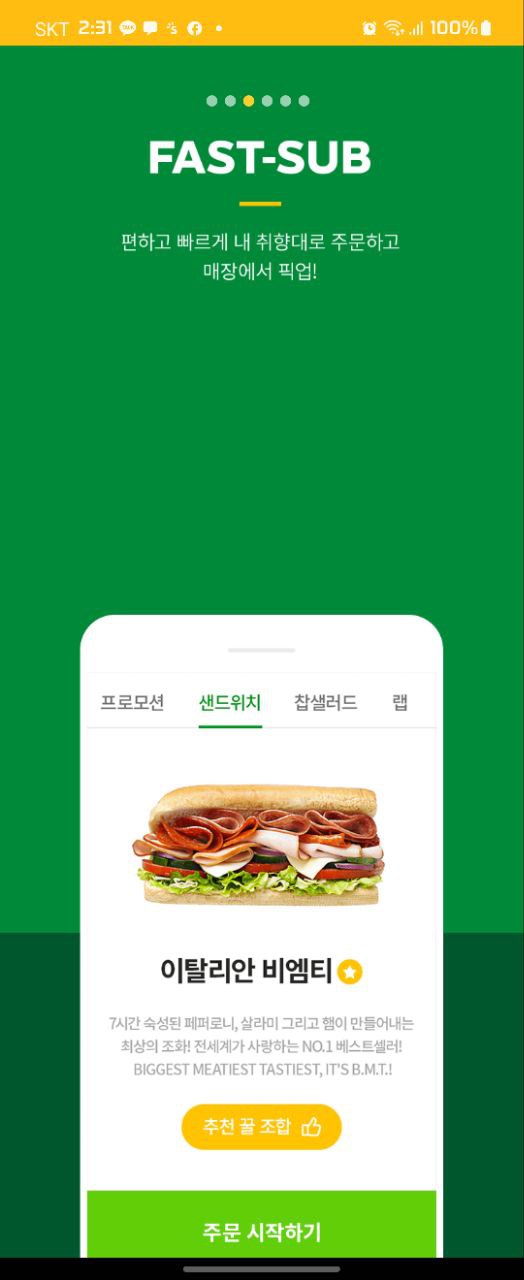 SKT 2:31 100%
FAST-SUB
편하고 빠르게 내 취향대로 주문하고
매장에서 픽업!
프로모션 샌드위치 찹샐러드 랩
이탈리안 비엠티
7시간 숙성된 페퍼로니, 살라미 그리고 햄이 만들어내는
최상의 조화! 전세계가 사랑하는 NO.1 베스트셀러!
BIGGEST MEATIEST TASTIEST, IT'S B.M.T.!
추천 꿀 조합
주문 시작하기